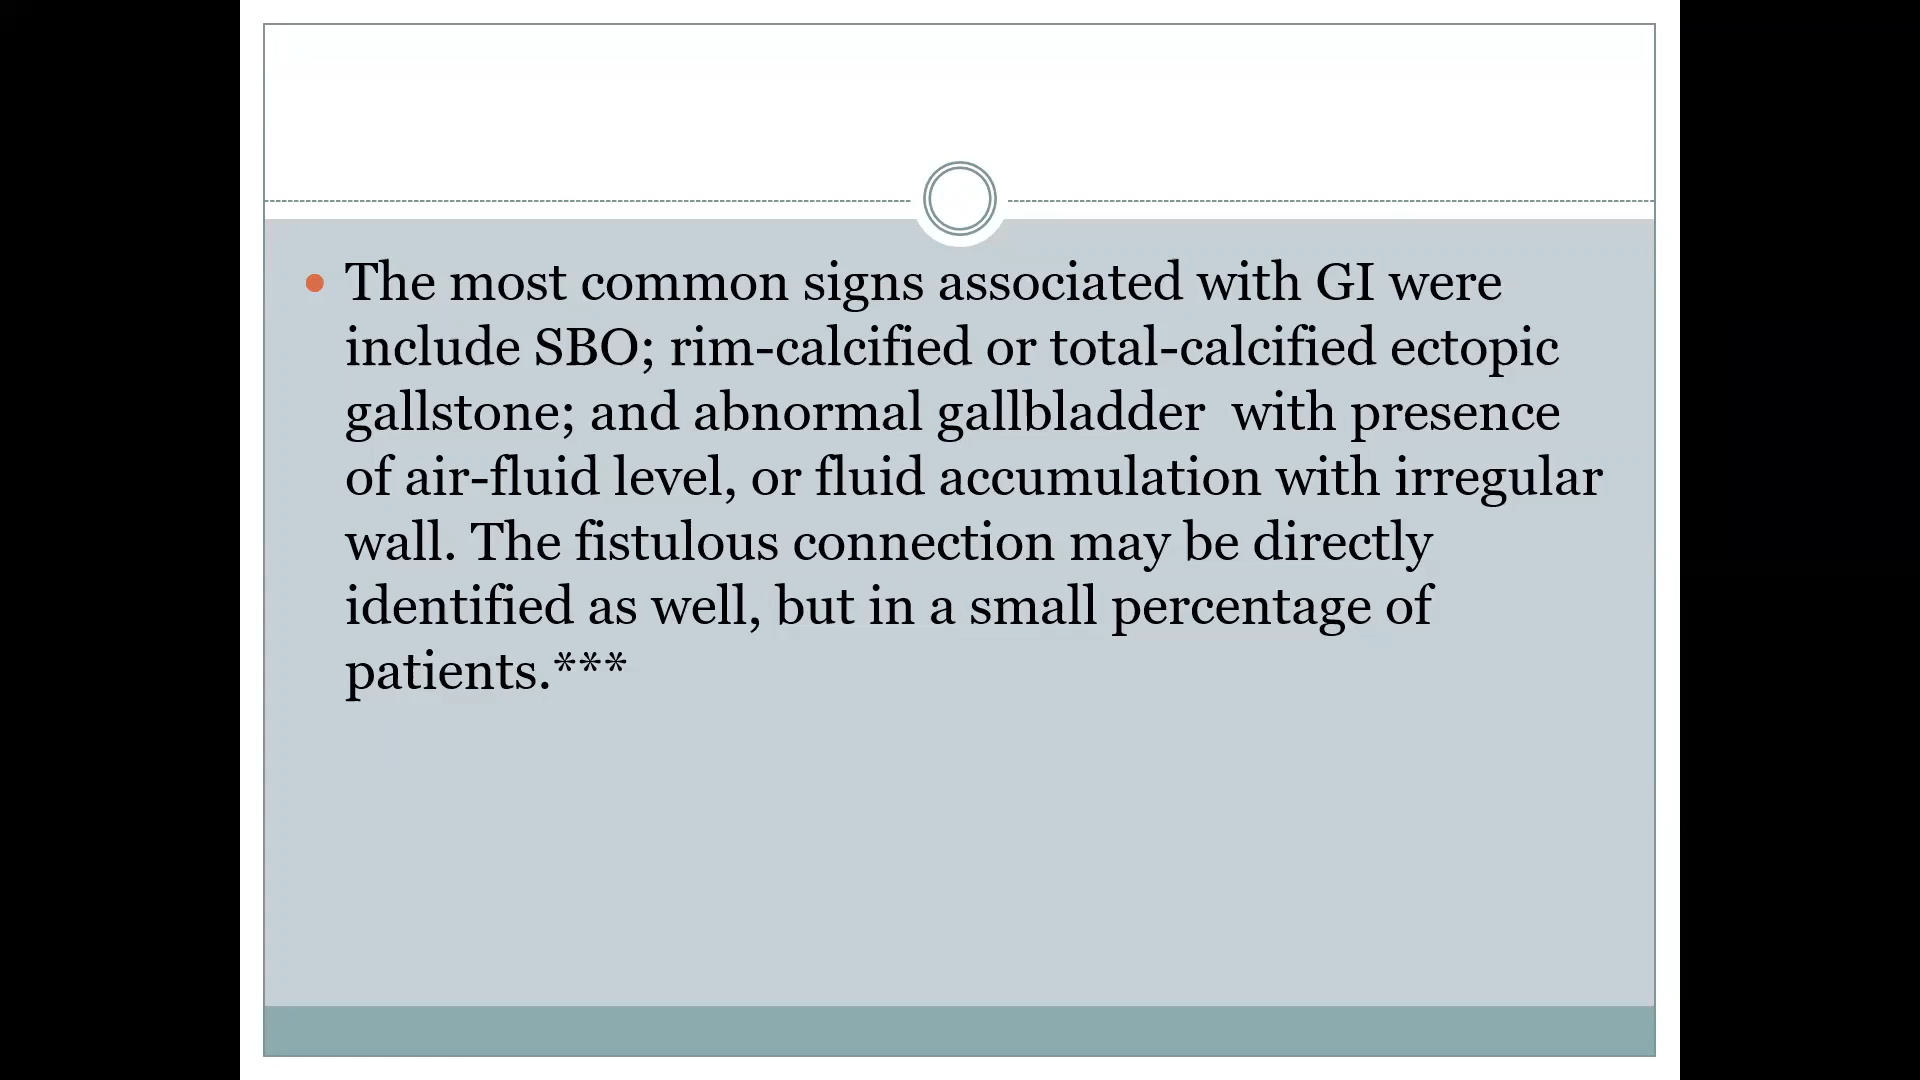 The most common signs associated with GI were
include SBO; rim-calcified or total-calcified ectopic
gallstone; and abnormal gallbladder  with presence
of air-fluid level, or fluid accumulation with irregular
wall. The fistulous connection may be directly
identified as well, but in a small percentage of
patients.***